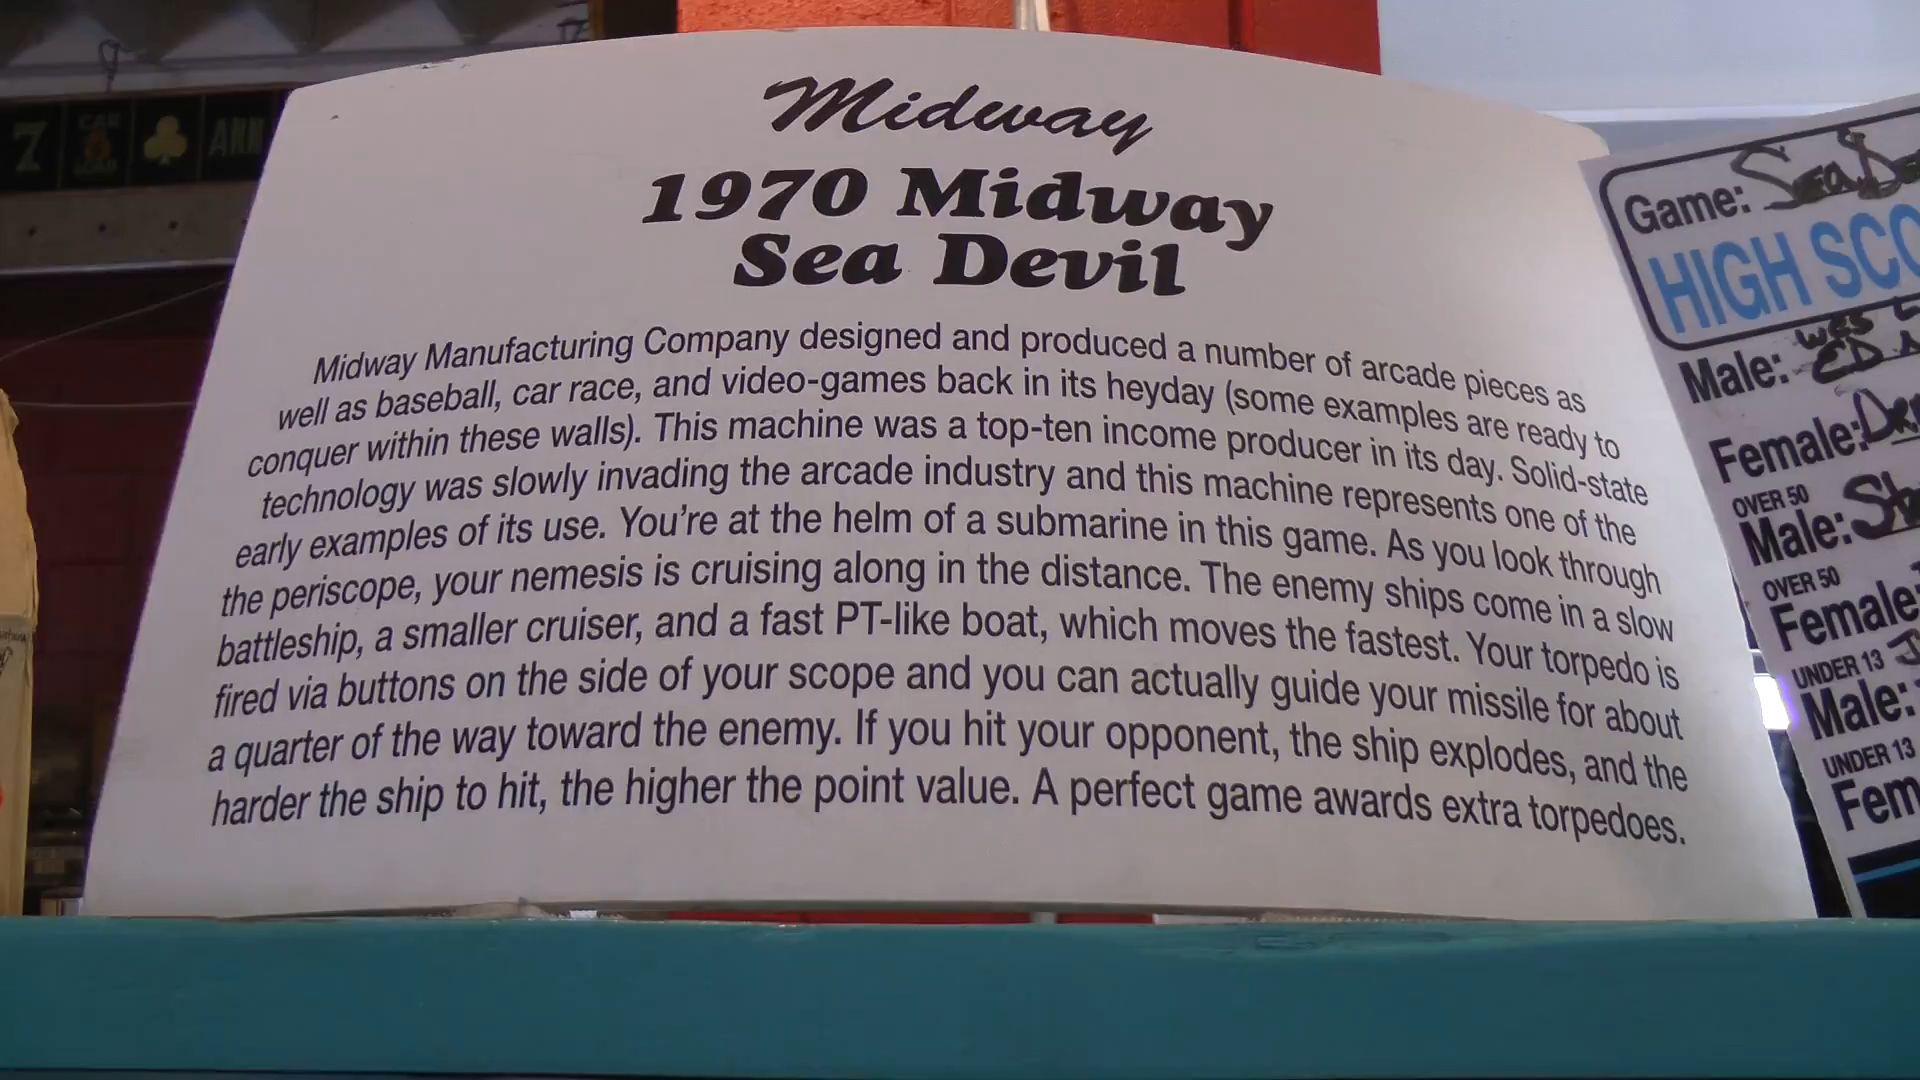 Midway
1970 Midway
Sea Devil
Midway Manufacturing Company designed and produced a number of arcade pieces as
well as baseball, car race, and video-games back in its heyday (some examples are ready to
conquer within these walls). This machine was a top-ten income producer in its day. Solid-state
technology was slowly invading the arcade industry and this machine represents one of the
early examples of its use. You're at the helm of a submarine in this game. As you look through
the periscope, your nemesis is cruising along in the distance. The enemy ships come in a slow
battleship, a smaller cruiser, and a fast PT-like boat, which moves the fastest. Your torpedo is
fired via buttons on the side of your scope and you can actually guide your missile for about
a quarter of the way toward the enemy. If you hit your opponent, the ship explodes, and the
harder the ship to hit, the higher the point value. A perfect game awards extra torpedoes.
7
Game: Sea
HIGH
Male:
Female:
OVER 50
Male:
OVER 50
Female:
UNDER 13
Male:
UNDER 13